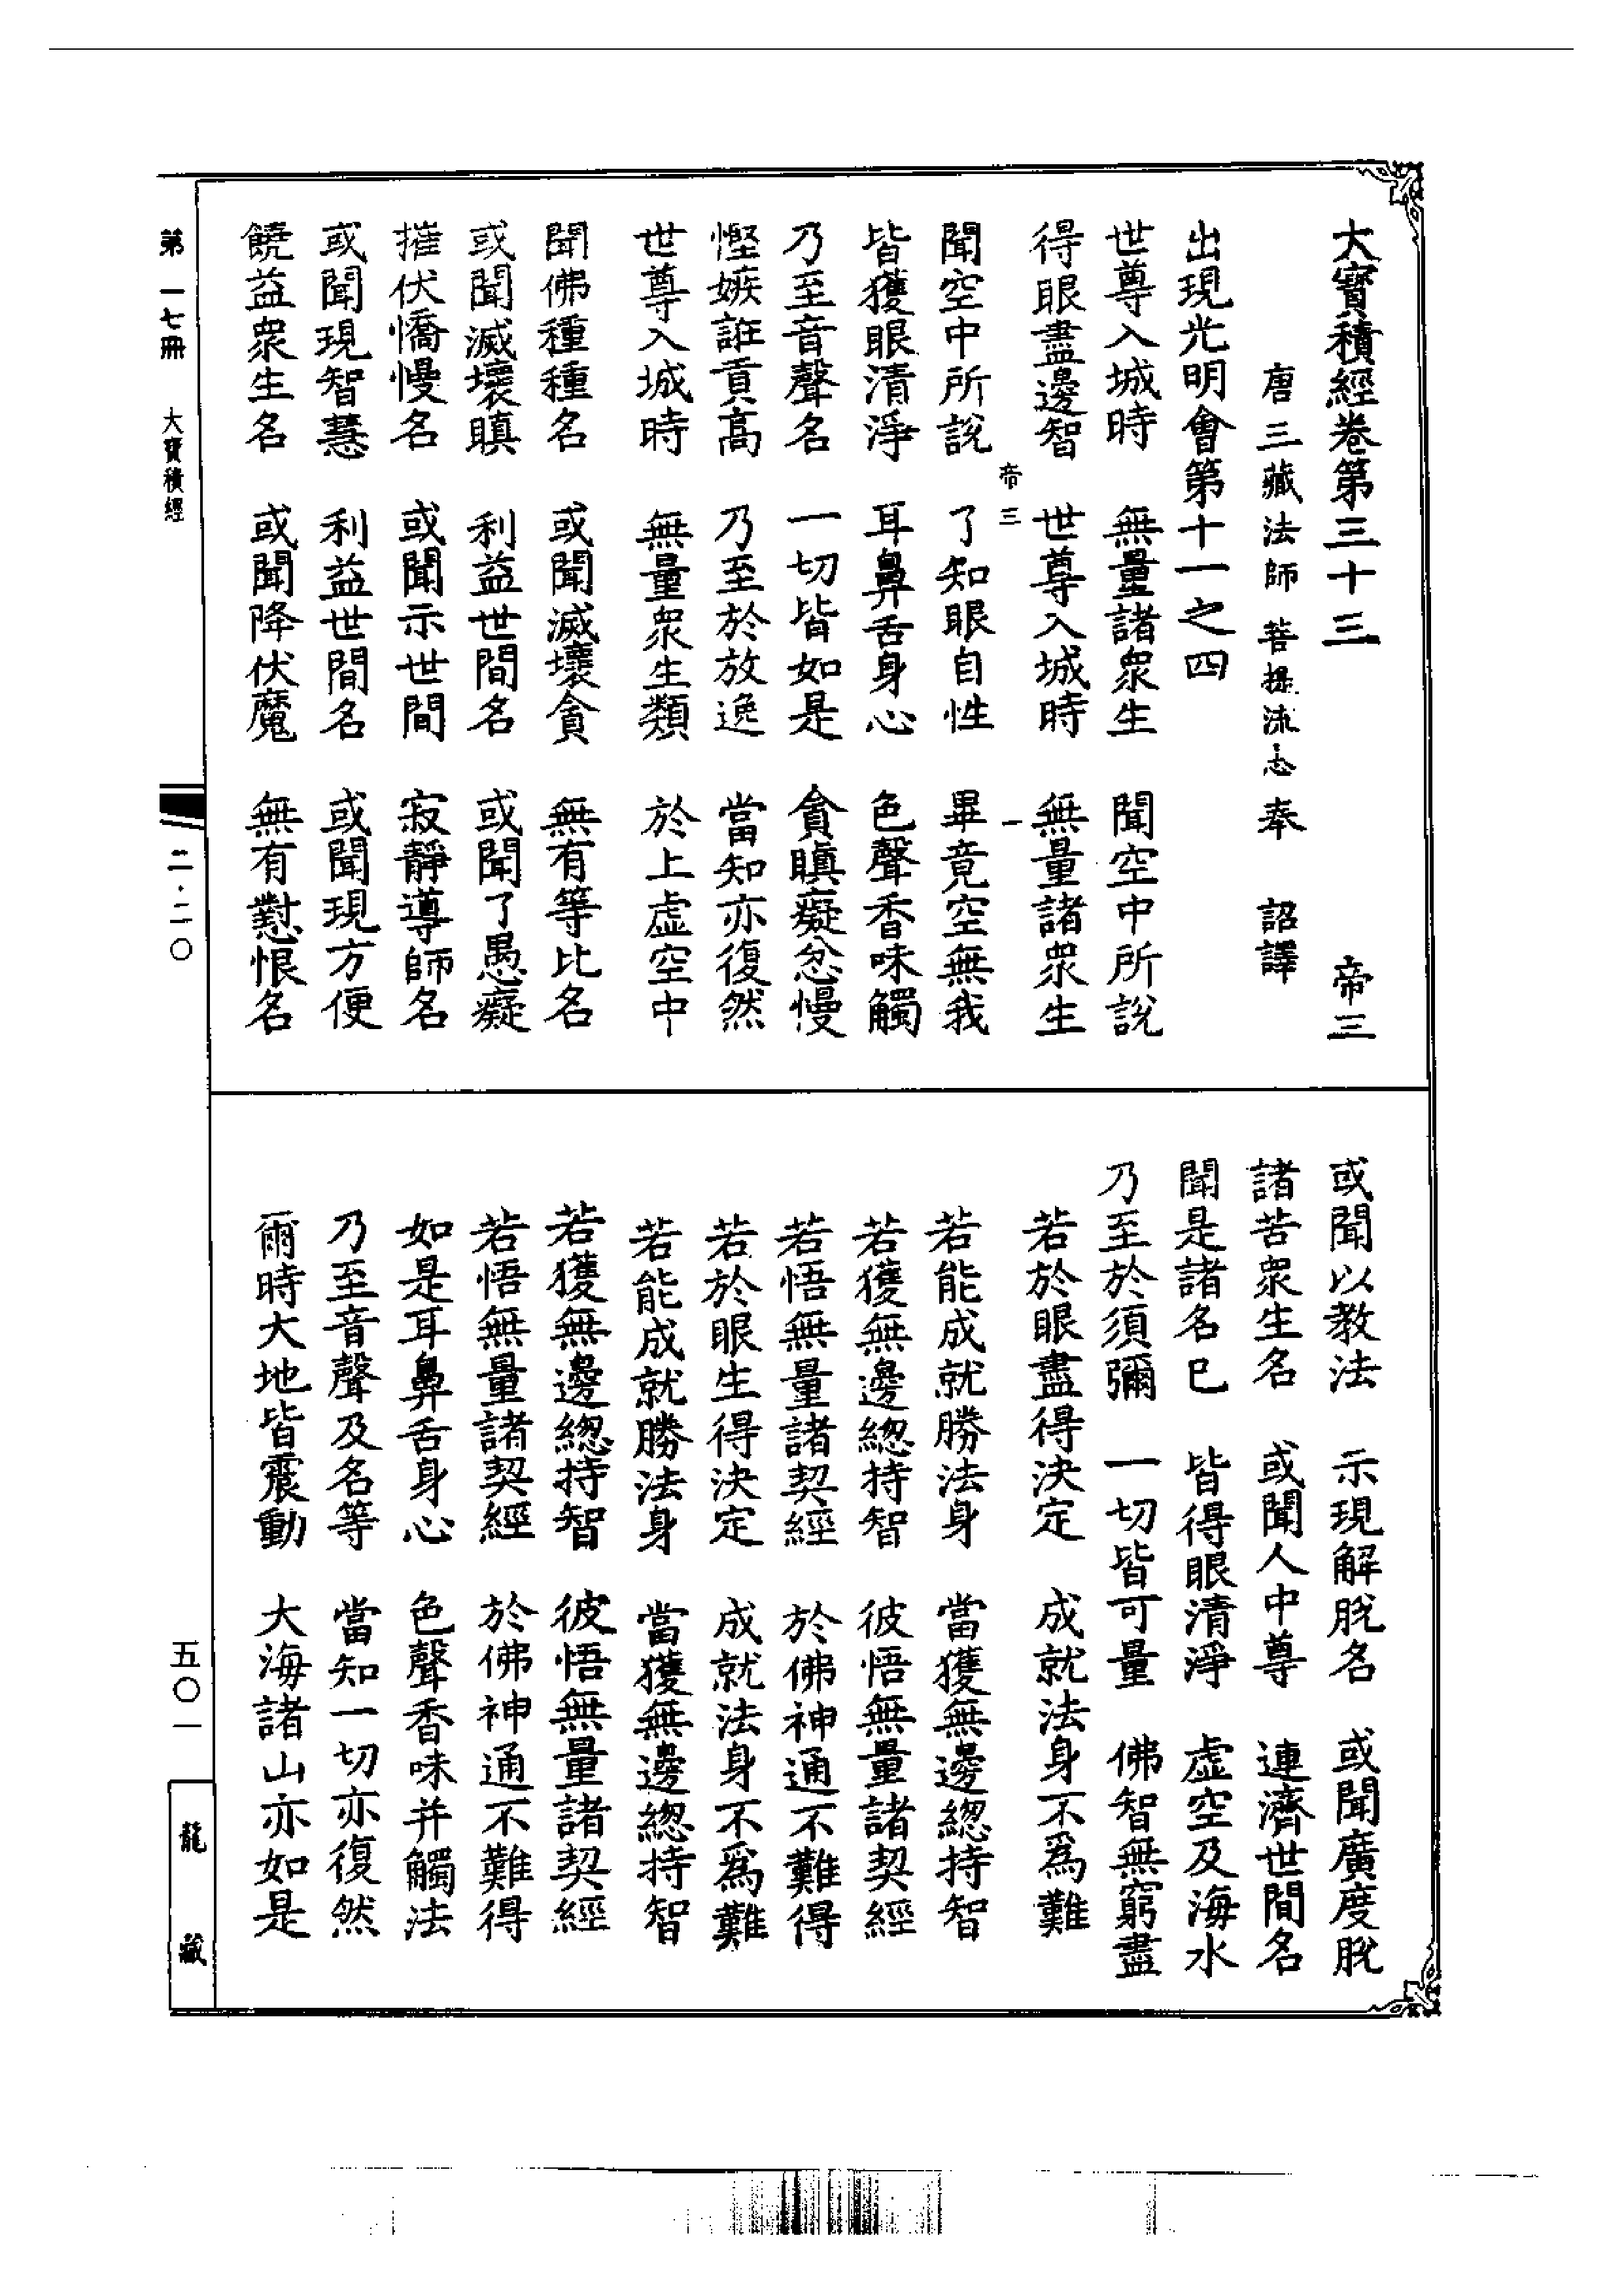 大寶積經卷第三十三　帝三
唐三藏法師菩提流志奉　詔譯
出現光明會第十一之四
世尊入城時　無量諸衆生　聞空中所說
得眼盡邊智　世尊入城時　無量諸衆生
帝三　一
聞空中所說　了知眼自性　畢竟空無我
皆獲眼清淨　耳鼻舌身心　色聲香味觸
乃至音聲名　一切皆如是　貪瞋癡忿慢
慳嫉誑貢高　乃至於放逸　當知亦復然
世尊入城時　無量衆生類　於上虛空中
聞佛種種名　或聞滅壞貪　無有等比名
或聞滅壞瞋　利益世間名　或聞了愚癡
摧伏憍慢名　或聞示世間　寂靜導師名
或聞現智慧　利益世間名　或聞現方便
饒益衆生名　或聞降伏魔　無有懟恨名
或聞以教法　示現解脫名　或聞廣度脫
諸苦衆生名　或聞人中尊　連濟世間名
聞是諸名巳　皆得眼清淨　虛空及海水
乃至於須彌　一切皆可量　佛智無窮盡
若於眼盡得決定　成就法身不爲難
若能成就勝法身　當獲無邊緫持智
若獲無邊緫持智　彼悟無量諸契經
若悟無量諸契經　於佛神通不難得
若於眼生得決定　成就法身不爲難
若能成就勝法身　當獲無邊緫持智
若獲無邊緫持智　彼悟無量諸契經
若悟無量諸契經　於佛神通不難得
如是耳鼻舌身心　色聲香味并觸法
乃至音聲及名等　當知一切亦復然
爾時大地皆震動　大海諸山亦如是
第一七冊　大寶積經
二·二〇
五〇一
龍藏